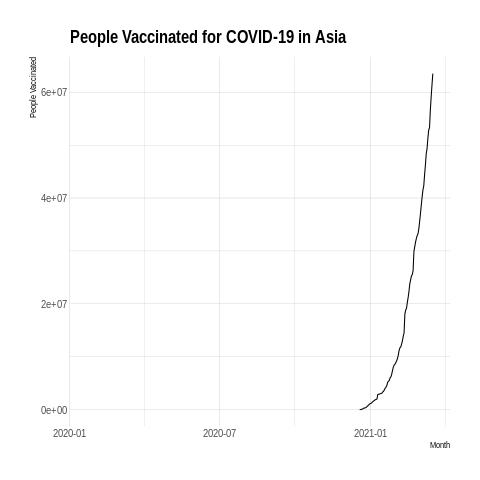 People Vaccinated for COVID-19 in Asia
People Vaccinated
6e+07
4e+07
2e+07
0e+00
2020-01 2020-07 2021-01
Month